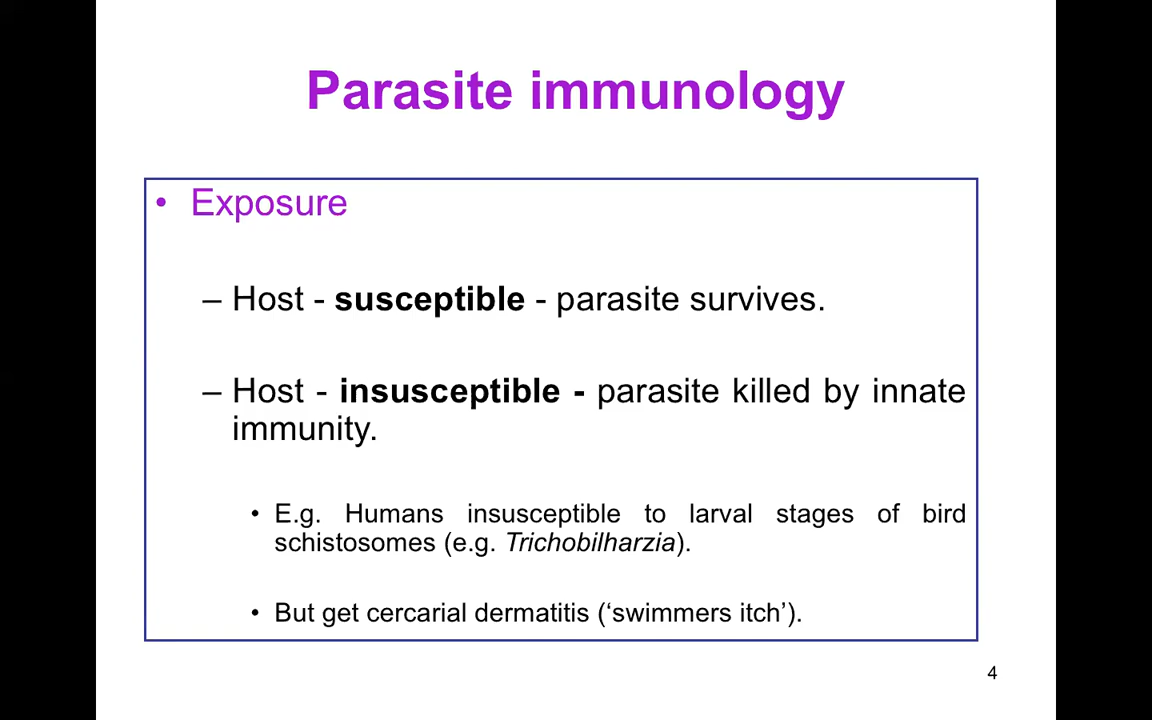 Parasite immunology
• Exposure
– Host - susceptible - parasite survives.
– Host - insusceptible - parasite killed by innate
immunity.
• E.g. Humans insusceptible to larval stages of bird
schistosomes (e.g. Trichobilharzia).
• But get cercarial dermatitis (‘swimmers itch’).
4